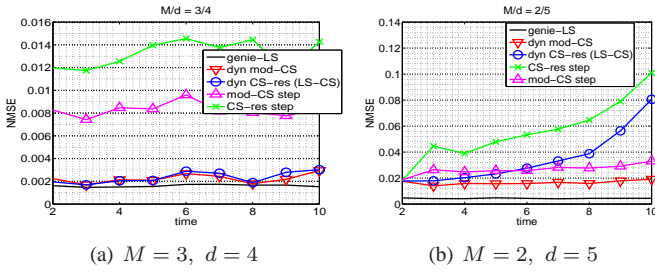 M/d = 3/4
0.016
0.014
0.012
0.01
0.008
0.006
0.004
0.002
0
NMSE
genie-LS
dyn mod-CS
dyn CS-res (LS-CS)
mod-CS step
CS-res step
2
4
6
8
10
time
(a) M = 3, d = 4
M/d = 2/5
0.14
0.12
0.1
0.08
0.06
0.04
0.02
0
NMSE
genie-LS
dyn mod-CS
dyn CS-res (LS-CS)
CS-res step
mod-CS step
2
4
6
8
10
time
(b) M = 2, d = 5